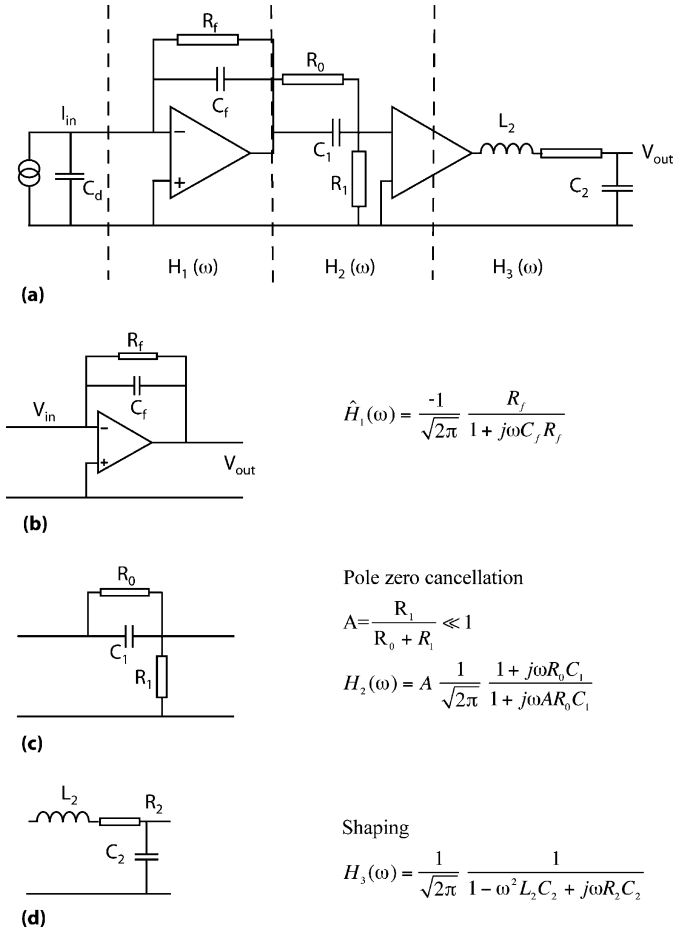 R_f
R_0
I_in
C_f
L_2
−
V_out
C_1
C_d
+
R_1
C_2
H_1 (ω) H_2 (ω) H_3 (ω)
(a)
R_f
V_in
C_f
−
+
V_out
Ĥ_1(ω) = -1/√2π R_f/(1 + jωC_f R_f)
(b)
R_0
C_1
R_1
Pole zero cancellation
A= R_1/(R_0 + R_1) ≪ 1
H_2(ω) = A 1/√2π (1 + jωR_0C_1)/(1 + jωAR_0C_1)
(c)
L_2
R_2
C_2
Shaping
H_3(ω) = 1/√2π 1/(1 − ω²L_2C_2 + jωR_2C_2)
(d)